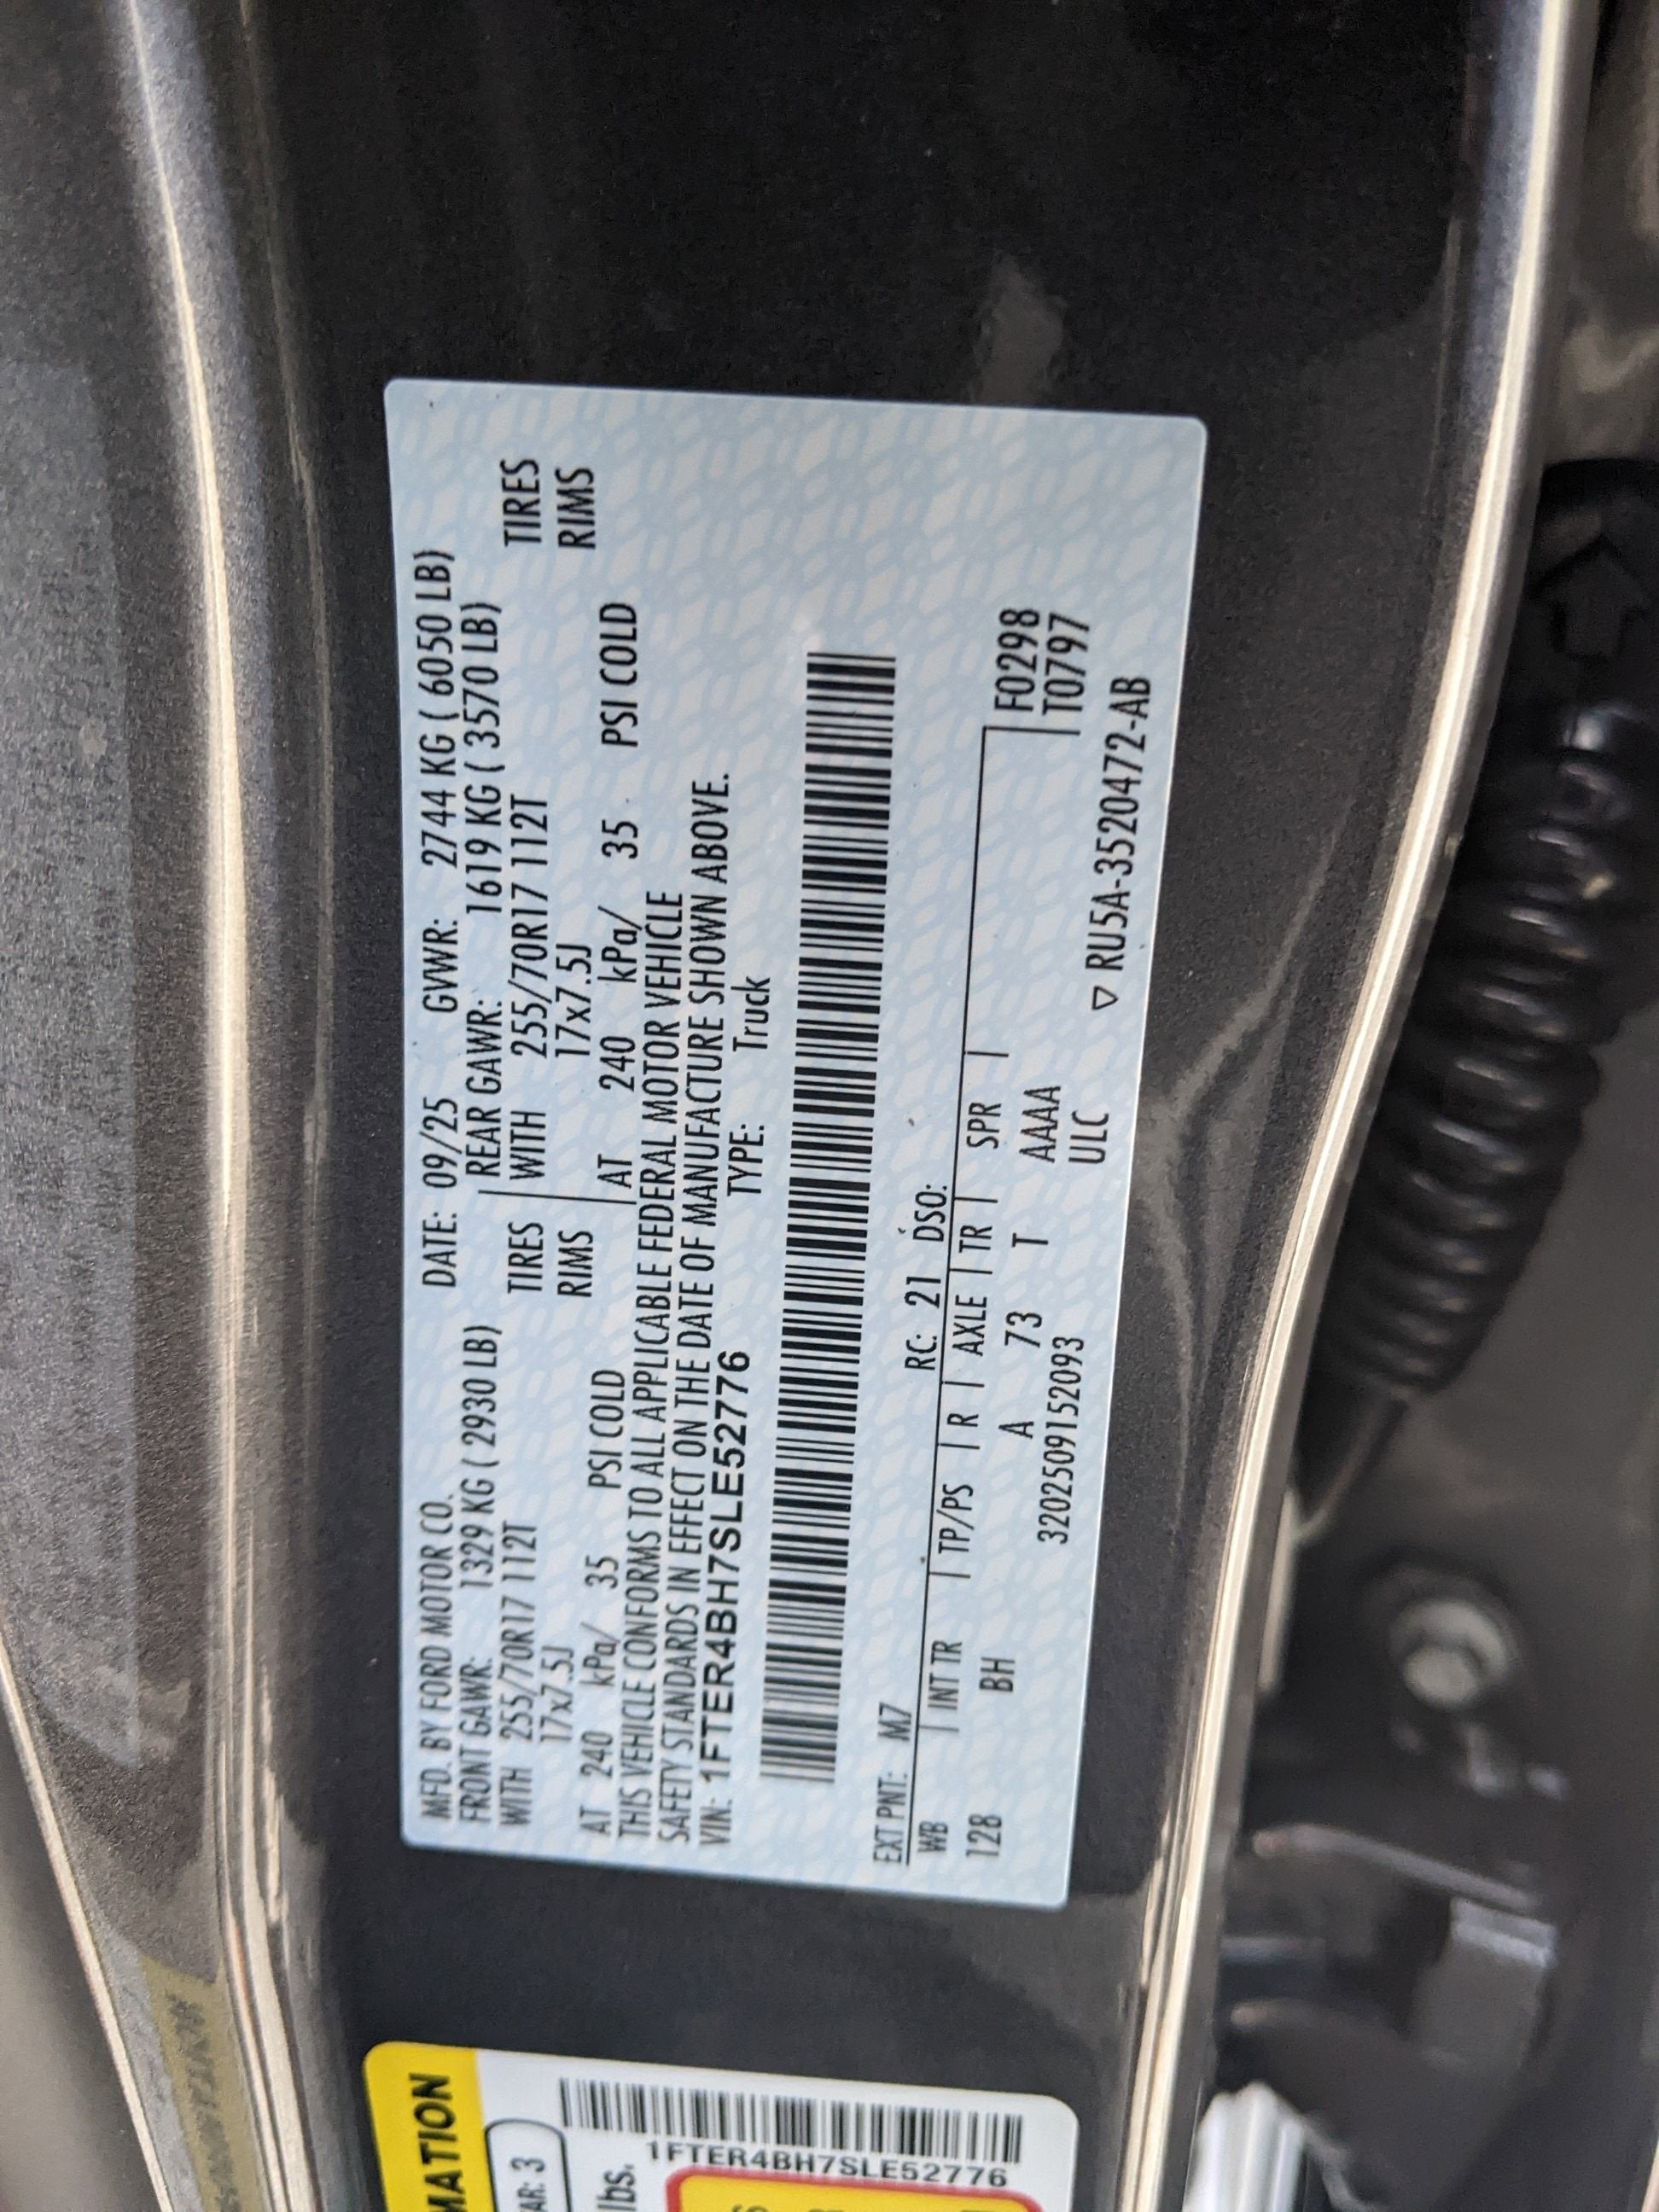 MFD. BY FORD MOTOR CO. DATE: 09/25 GVWR: 2744 KG ( 6050 LB)
FRONT GAWR: 1329 KG ( 2930 LB) REAR GAWR: 1619 KG ( 3570 LB)
WITH 255/70R17 112T TIRES WITH 255/70R17 112T TIRES
17x7.5J RIMS 17x7.5J RIMS
AT 240 kPa/ 35 PSI COLD AT 240 kPa/ 35 PSI COLD
THIS VEHICLE CONFORMS TO ALL APPLICABLE FEDERAL MOTOR VEHICLE
SAFETY STANDARDS IN EFFECT ON THE DATE OF MANUFACTURE SHOWN ABOVE.
VIN: 1FTER4BH7SLE52776 TYPE: Truck
EXT PNT: M7 RC: 21 DSO:
WB | INT TR | TP/PS | R | AXLE | TR | SPR | F0298
128 BH A 73 T AAAA T0797
3202509152093 ULC
▽ RU5A-3520472-AB
MATION
AR: 3
lbs.
1FTER4BH7SLE52776